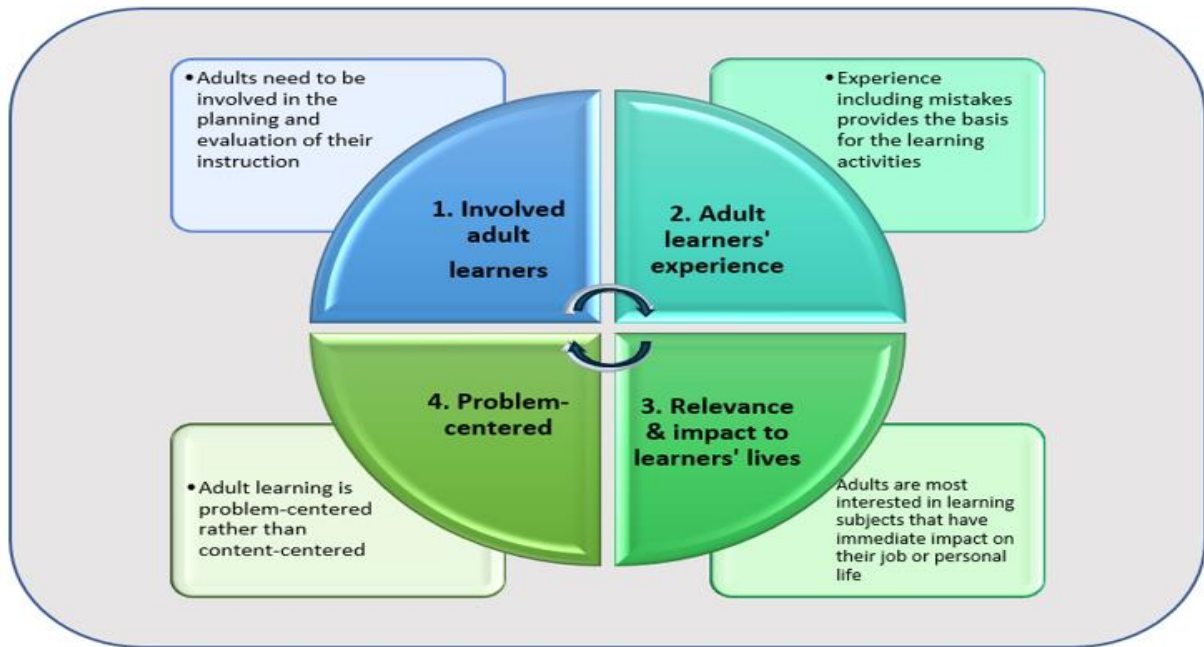 •Adults need to be
involved in the
planning and
evaluation of their
instruction
•Experience
including mistakes
provides the basis
for the learning
activities
1. Involved
adult
learners
2. Adult
learners'
experience
4. Problem-
centered
3. Relevance
& impact to
learners' lives
•Adult learning is
problem-centered
rather than
content-centered
Adults are most
interested in learning
subjects that have
immediate impact on
their job or personal
life